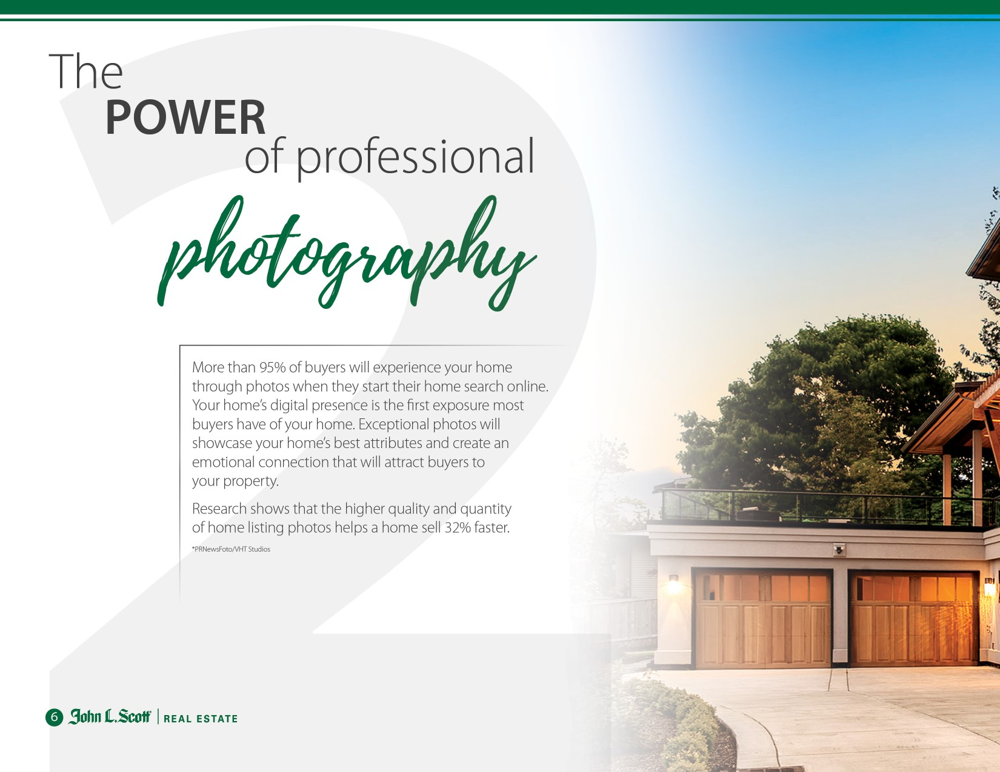 The
POWER
of professional
photography
More than 95% of buyers will experience your home
through photos when they start their home search online.
Your home’s digital presence is the first exposure most
buyers have of your home. Exceptional photos will
showcase your home’s best attributes and create an
emotional connection that will attract buyers to
your property.
Research shows that the higher quality and quantity
of home listing photos helps a home sell 32% faster.
*PRNewsFoto/VHT Studios
2
6 John L. Scott® | REAL ESTATE